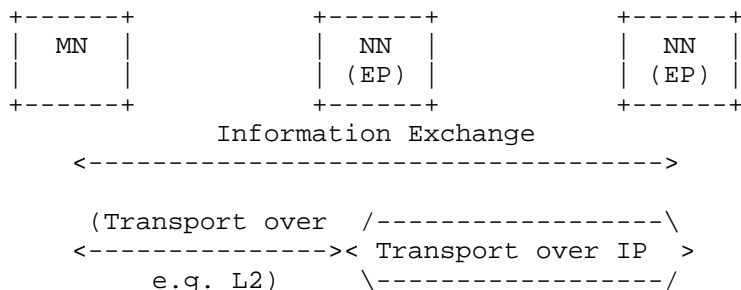 +------+ +------+ +------+
| MN | | NN | | NN |
| | | (EP) | | (EP) |
+------+ +------+ +------+
Information Exchange
<------------------------------------>
(Transport over /------------------\
<---------------->< Transport over IP >
e.g. L2) \------------------/